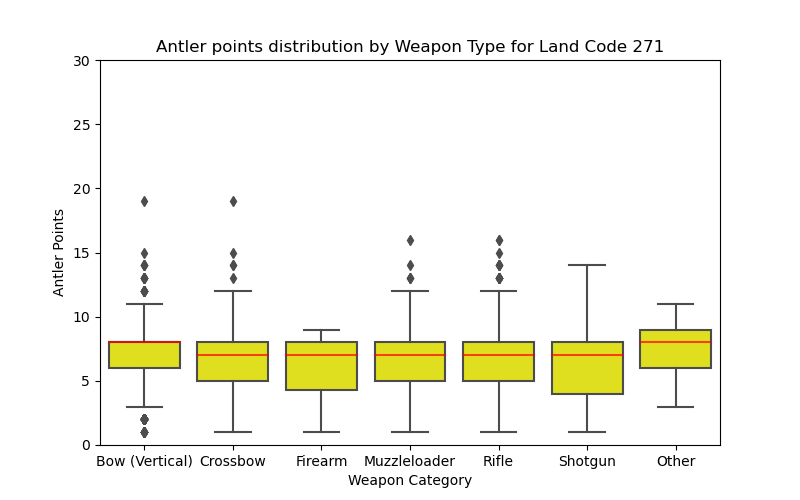 Antler points distribution by Weapon Type for Land Code 271
30
25
20
15
10
5
0
Antler Points
Bow (Vertical) Crossbow Firearm Muzzleloader Rifle Shotgun Other
Weapon Category